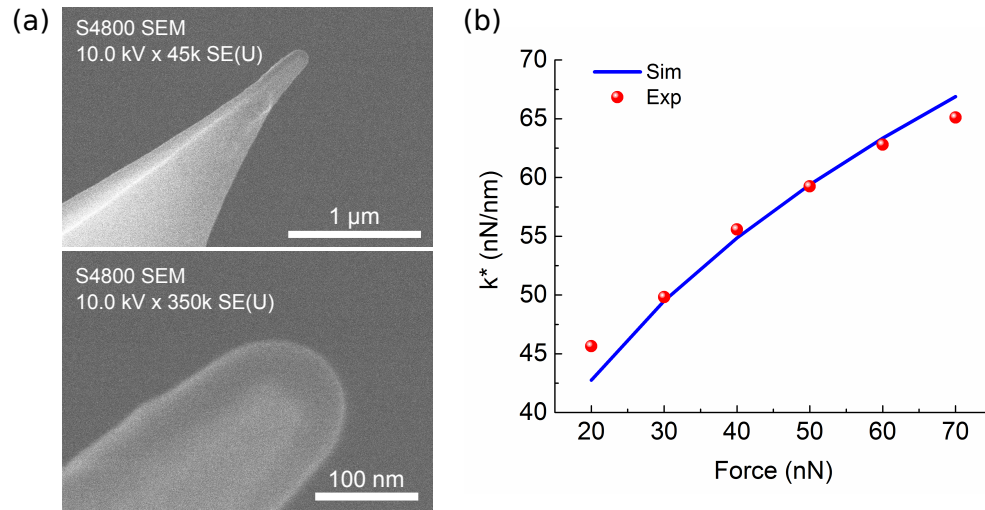 (a)
S4800 SEM
10.0 kV x 45k SE(U)
1 μm
S4800 SEM
10.0 kV x 350k SE(U)
100 nm
(b)
Sim
Exp
k* (nN/nm)
70
65
60
55
50
45
40
20 30 40 50 60 70
Force (nN)